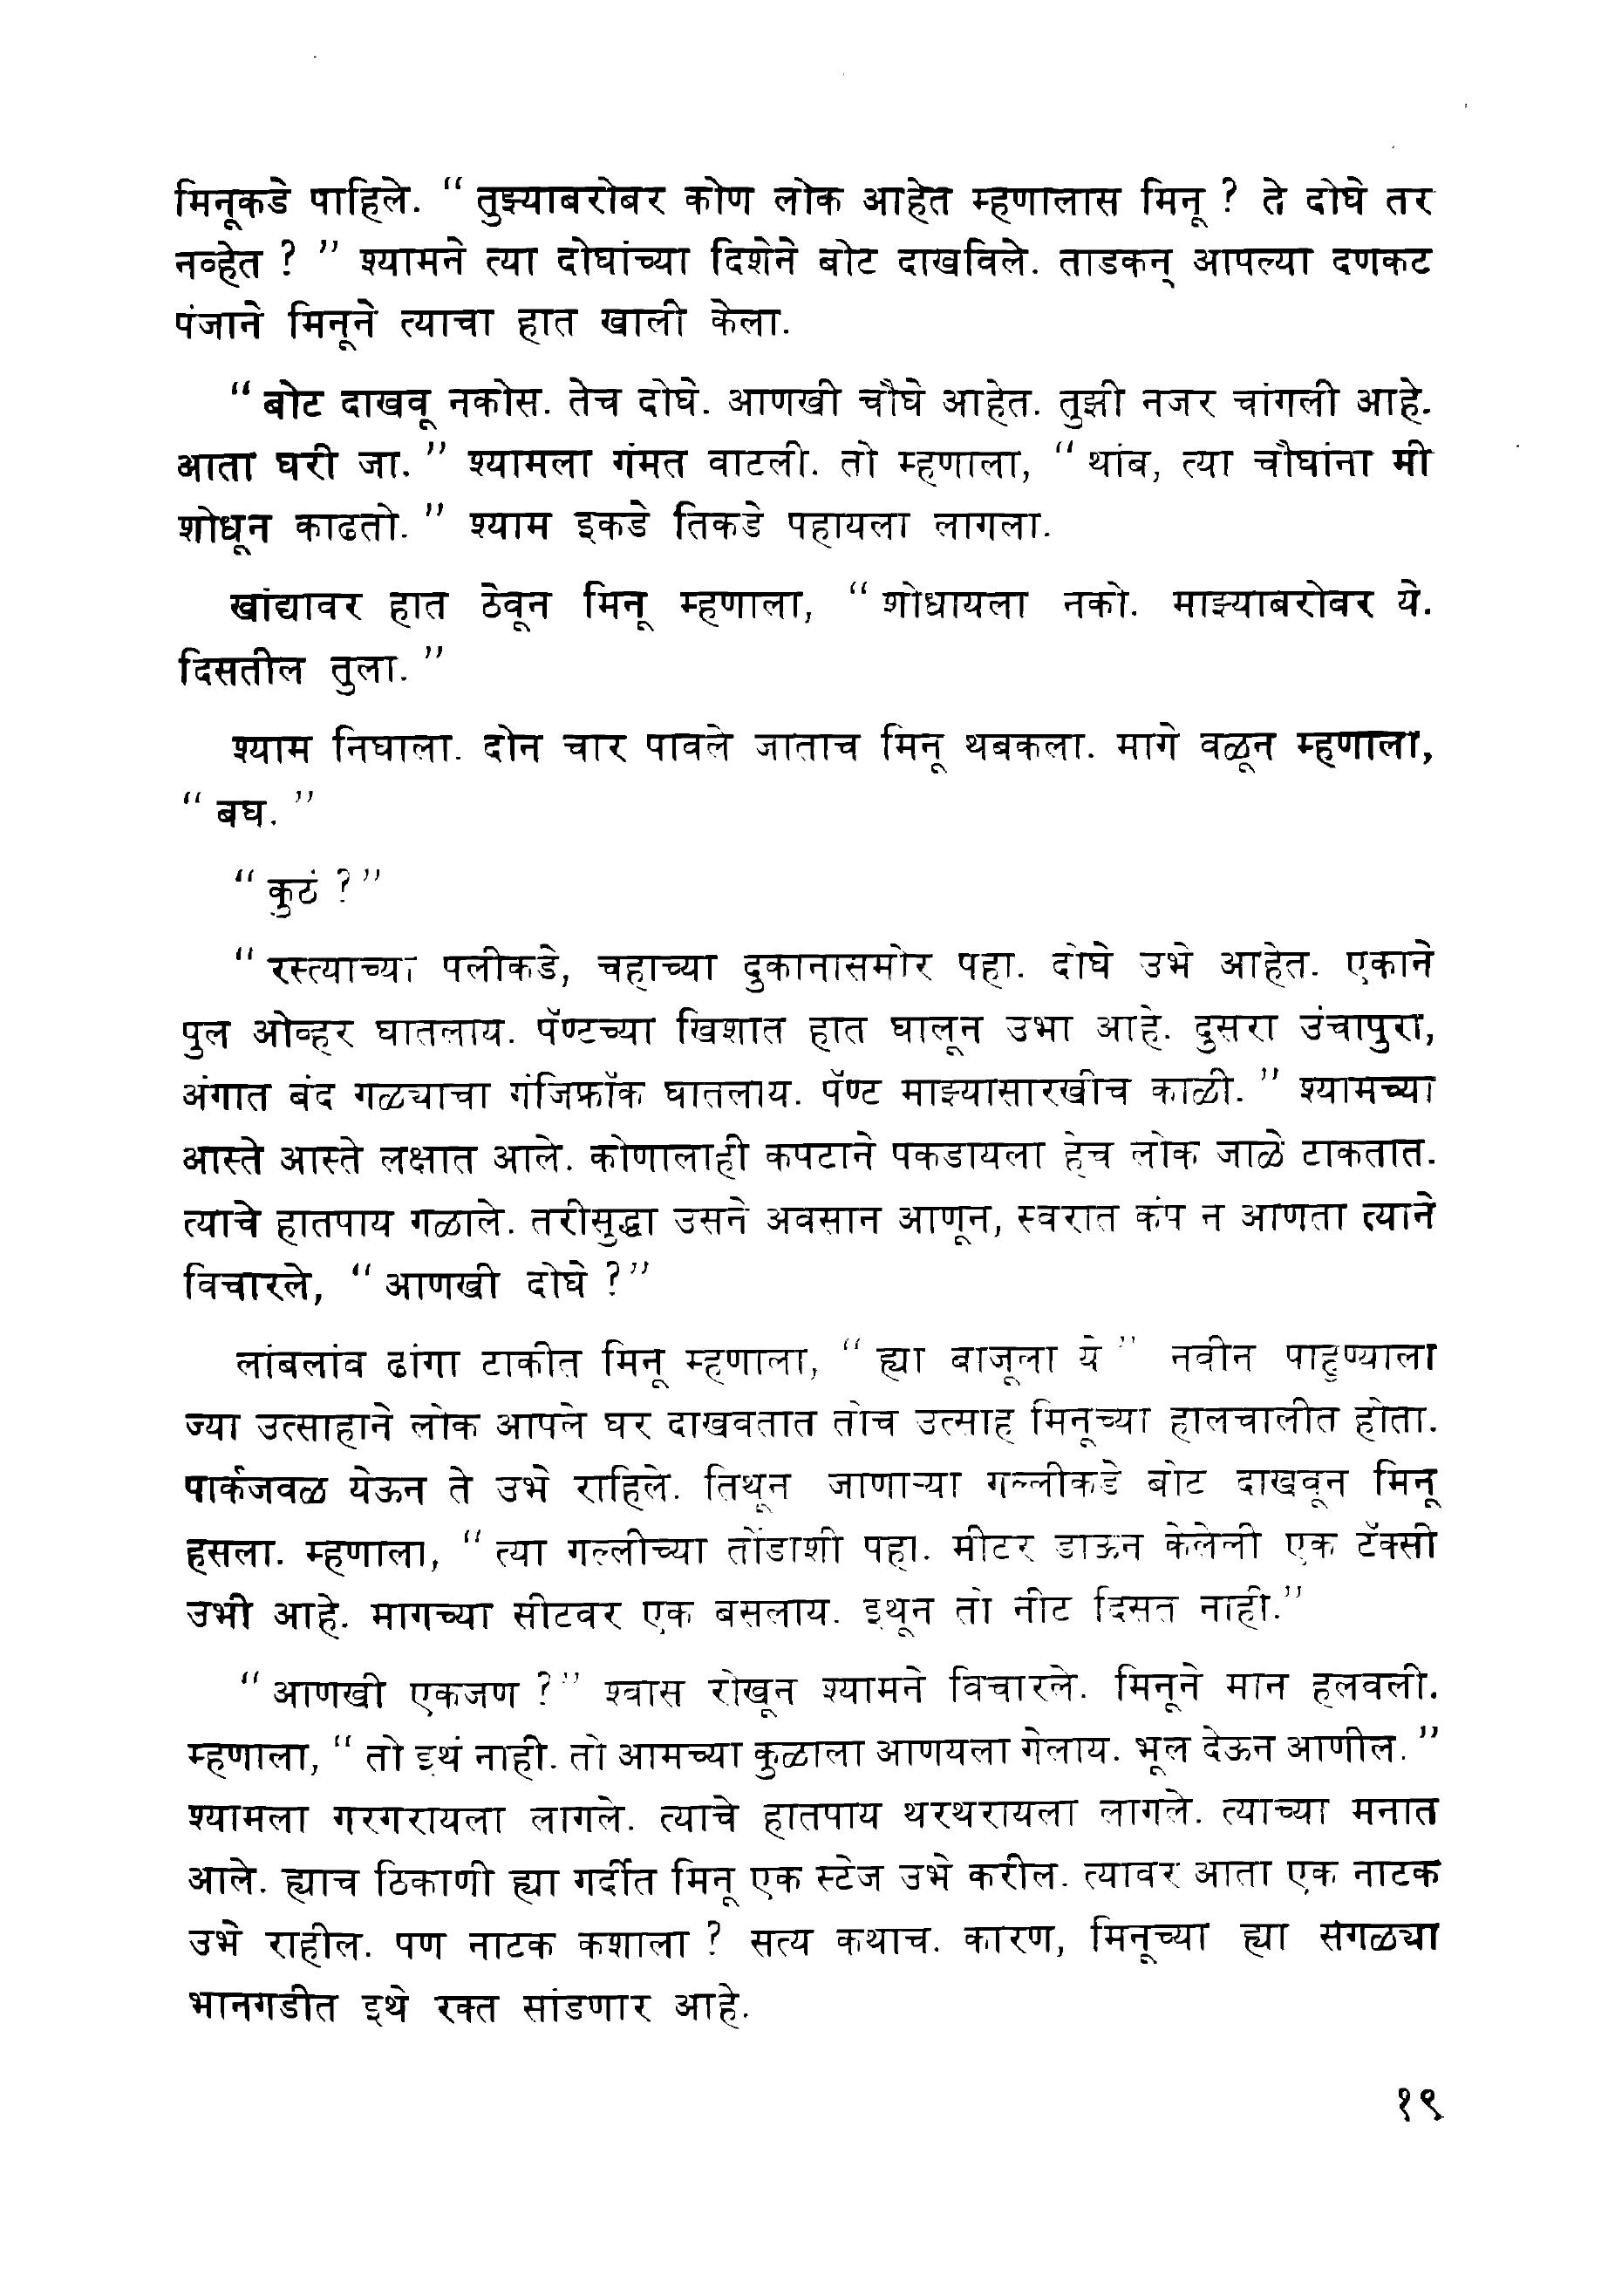 मिनूकडे पाहिले. “ तुझ्याबरोबर कोण लोक आहेत म्हणालास मिनू ? ते दोघे तर
नव्हेत ? ” श्यामने त्या दोघांच्या दिशेने बोट दाखविले. ताडकन् आपल्या दणकट
पंजाने मिनूने त्याचा हात खाली केला.
“ बोट दाखवू नकोस. तेच दोघे. आणखी चौघे आहेत. तुझी नजर चांगली आहे.
आता घरी जा. ” श्यामला गंमत वाटली. तो म्हणाला, “ थांब, त्या चौघांना मी
शोधून काढतो. ” श्याम इकडे तिकडे पहायला लागला.
खांद्यावर हात ठेवून मिनू म्हणाला, “ शोधायला नको. माझ्याबरोबर ये.
दिसतील तुला. ”
श्याम निघाला. दोन चार पावले जाताच मिनू थबकला. मागे वळून म्हणाला,
“ बघ. ”
“ कुठं ? ”
“ रस्त्याच्या पलीकडे, चहाच्या दुकानासमोर पहा. दोघे उभे आहेत. एकाने
पुल ओव्हर घातलाय. पॅण्टच्या खिशात हात घालून उभा आहे. दुसरा उंचापुरा,
अंगात बंद गळ्याचा गंजिफ्रॉक घातलाय. पॅण्ट माझ्यासारखीच काळी. ” श्यामच्या
आस्ते आस्ते लक्षात आले. कोणालाही कपटाने पकडायला हेच लोक जाळे टाकतात.
त्याचे हातपाय गळाले. तरीसुद्धा उसने अवसान आणून, स्वरात कंप न आणता त्याने
विचारले, “ आणखी दोघे ? ”
लांबलांब ढांगा टाकीत मिनू म्हणाला, “ ह्या बाजूला ये ” नवीन पाहुण्याला
ज्या उत्साहाने लोक आपले घर दाखवतात तोच उत्साह मिनूच्या हालचालीत होता.
पार्कजवळ येऊन ते उभे राहिले. तिथून जाणाऱ्या गल्लीकडे बोट दाखवून मिनू
हसला. म्हणाला, “ त्या गल्लीच्या तोंडाशी पहा. मीटर डाऊन केलेली एक टॅक्सी
उभी आहे. मागच्या सीटवर एक बसलाय. इथून तो नीट दिसत नाही. ”
“ आणखी एकजण ? ” श्वास रोखून श्यामने विचारले. मिनूने मान हलवली.
म्हणाला, “ तो इथं नाही. तो आमच्या कुळाला आणयला गेलाय. भूल देऊन आणील. ”
श्यामला गरगरायला लागले. त्याचे हातपाय थरथरायला लागले. त्याच्या मनात
आले. ह्याच ठिकाणी ह्या गर्दीत मिनू एक स्टेज उभे करील. त्यावर आता एक नाटक
उभे राहील. पण नाटक कशाला ? सत्य कथाच. कारण, मिनूच्या ह्या सगळ्या
भानगडीत इथे रक्त सांडणार आहे.
१९